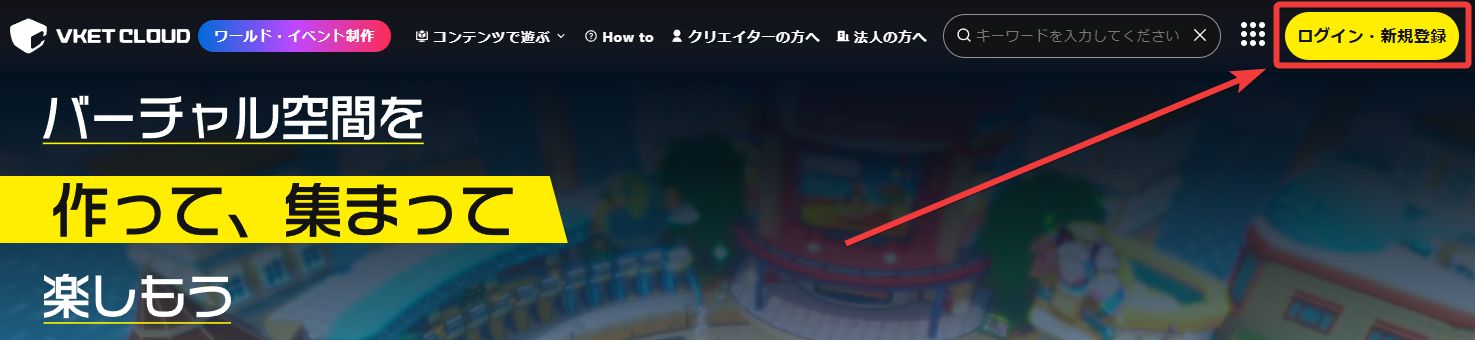 VKET CLOUD ワールド・イベント制作 コンテンツで遊ぶ How to クリエイターの方へ 法人の方へ キーワードを入力してください ログイン・新規登録
バーチャル空間を
作って、集まって
楽しもう